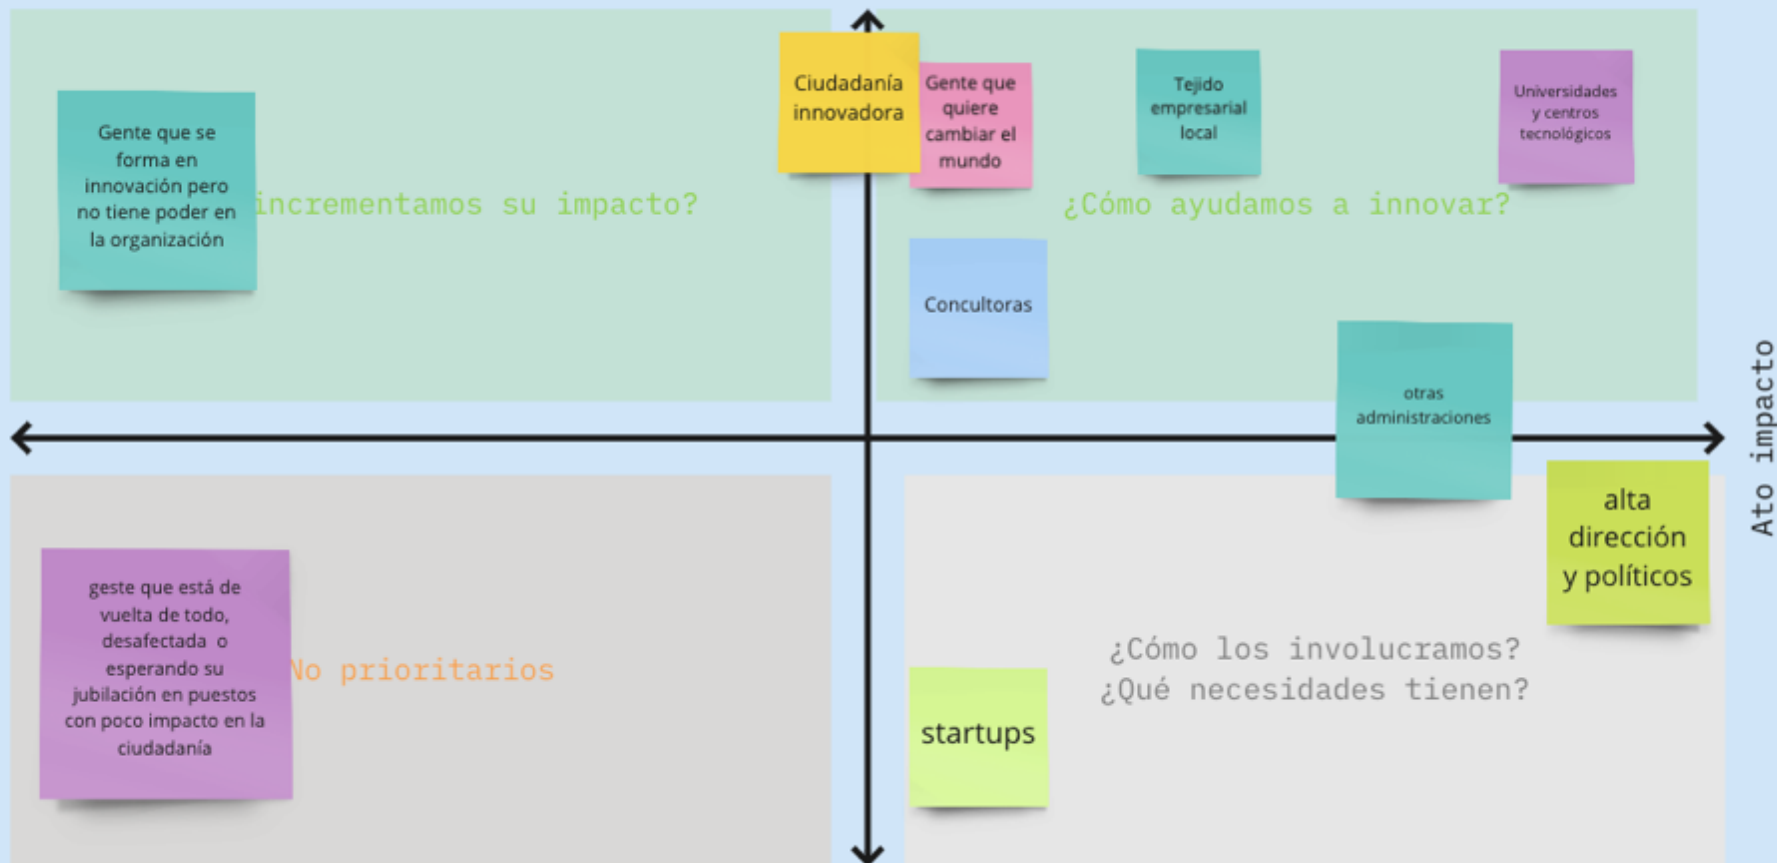 Gente que se
forma en
innovación pero
no tiene poder en
la organización
incrementamos su impacto?
Ciudadanía
innovadora
Gente que
quiere
cambiar el
mundo
Tejido
empresarial
local
Universidades
y centros
tecnológicos
¿Cómo ayudamos a innovar?
Concultoras
otras
administraciones
Ato impacto
alta
dirección
y políticos
geste que está de
vuelta de todo,
desafectada o
esperando su
jubilación en puestos
con poco impacto en la
ciudadanía
No prioritarios
¿Cómo los involucramos?
¿Qué necesidades tienen?
startups